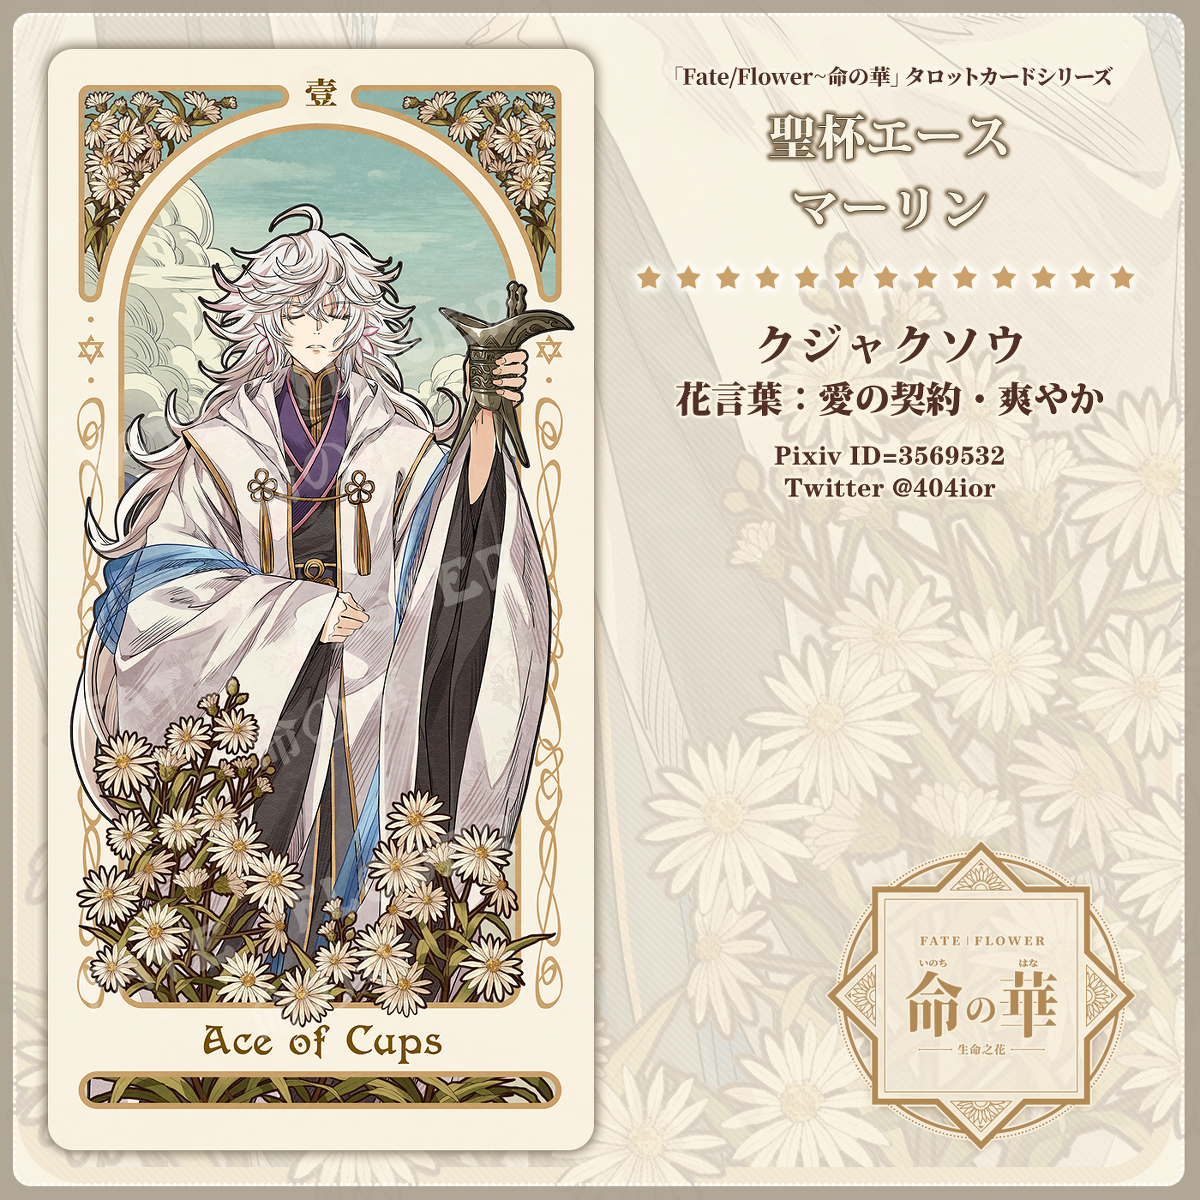 壹
Ace of Cups
「Fate/Flower~命の華」タロットカードシリーズ
聖杯エース
マーリン
クジャクソウ
花言葉：愛の契約・爽やか
Pixiv ID=3569532
Twitter @404ior
FATE | FLOWER
いのち はな
命の華
生命之花